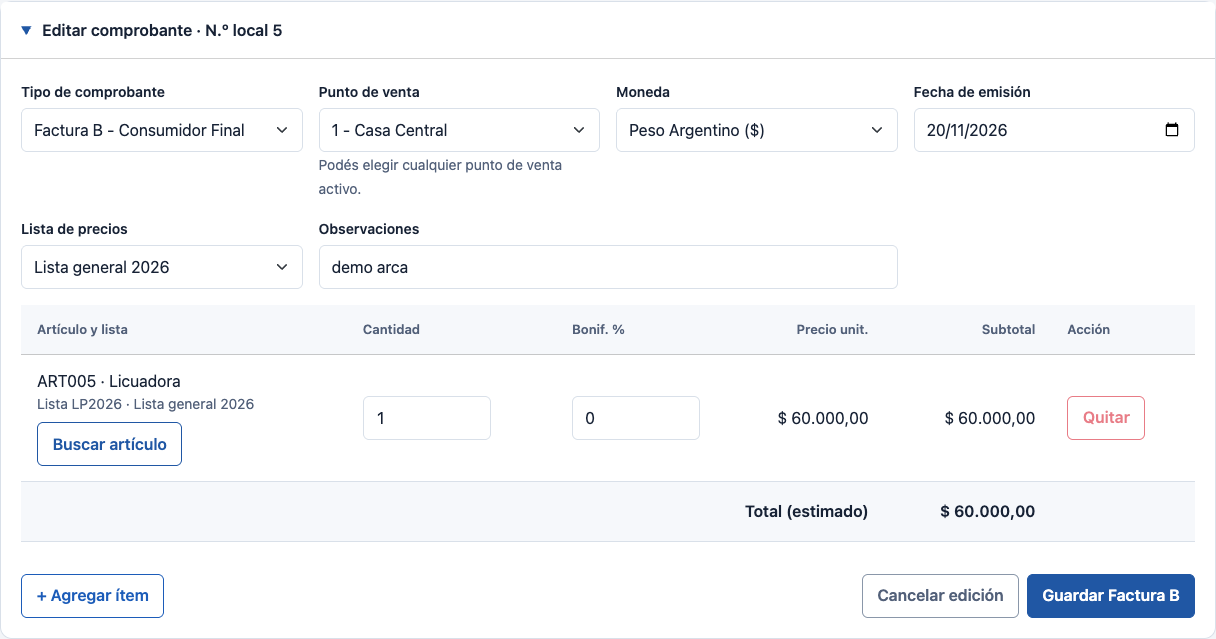 Editar comprobante · N.º local 5
Tipo de comprobante
Punto de venta
Moneda
Fecha de emisión
Factura B - Consumidor Final
1 - Casa Central
Peso Argentino ($)
20/11/2026
Podés elegir cualquier punto de venta
activo.
Lista de precios
Observaciones
Lista general 2026
demo arca
Artículo y lista
Cantidad
Bonif. %
Precio unit.
Subtotal
Acción
ART005 · Licuadora
Lista LP2026 · Lista general 2026
Buscar artículo
1
0
$ 60.000,00
$ 60.000,00
Quitar
Total (estimado)
$ 60.000,00
+ Agregar ítem
Cancelar edición
Guardar Factura B